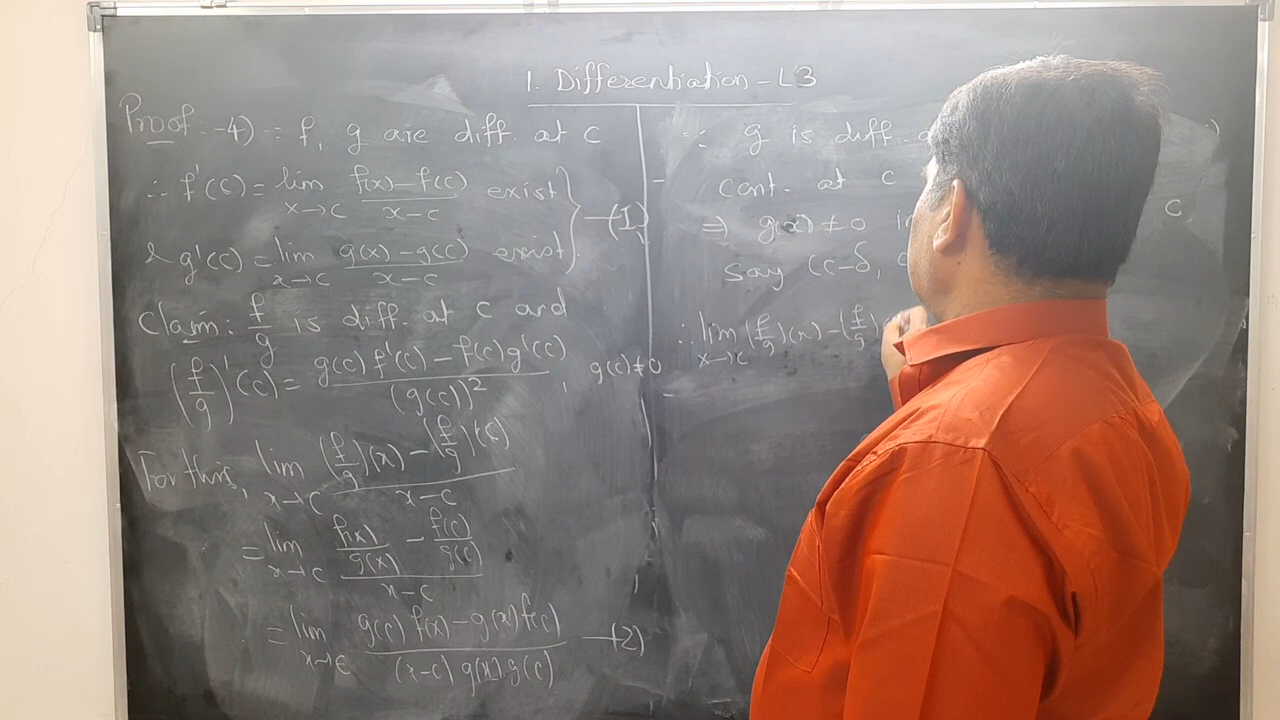 1. Differentiation - L3
Proof :- 4) ∵ f, g are diff. at c
∴ f'(c) = lim x→c (f(x) - f(c))/(x-c) exist
& g'(c) = lim x→c (g(x) - g(c))/(x-c) exist } —(1)
Claim: f/g is diff. at c and
(f/g)'(c) = (g(c) f'(c) - f(c) g'(c))/(g(c))², g(c)≠0
For this, lim x→c ((f/g)(x) - (f/g)(c))/(x-c)
= lim x→c (f(x)/g(x) - f(c)/g(c))/(x-c)
= lim x→c (g(c) f(x) - g(x) f(c))/((x-c) g(x) g(c)) —(2)
∵ g is diff.
cont. at c
⇒ g(x) ≠ 0 in c
say (c-δ,
∴ lim x→c (f/g)(x) - (f/g)